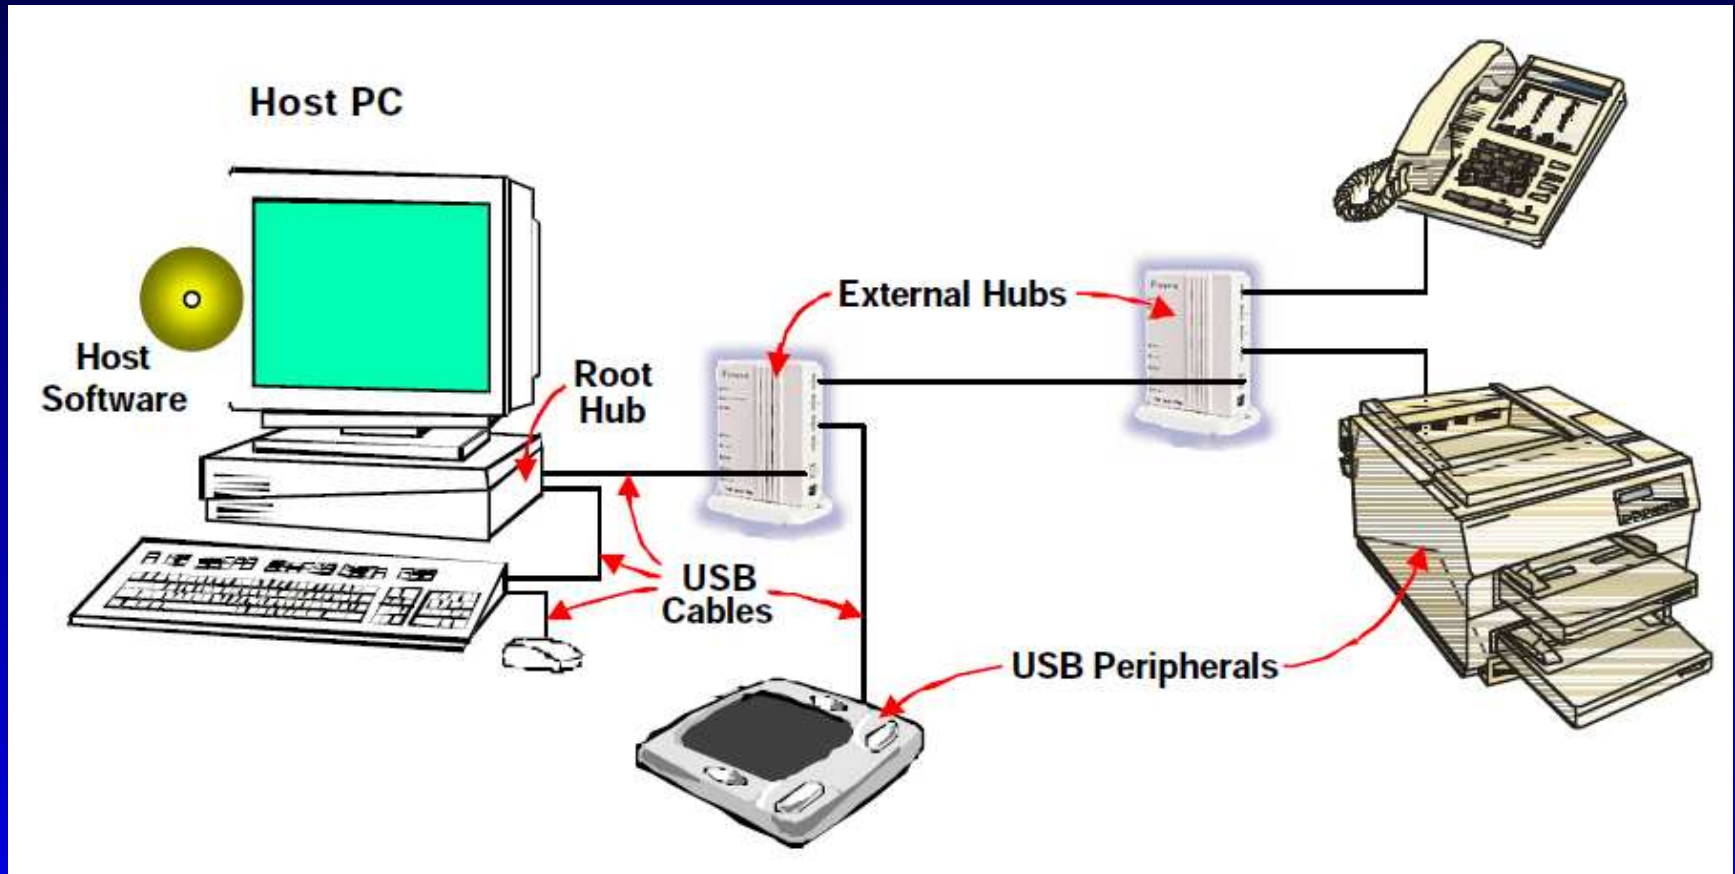 Host PC
External Hubs
Host
Software
Root
Hub
USB
Cables
USB Peripherals